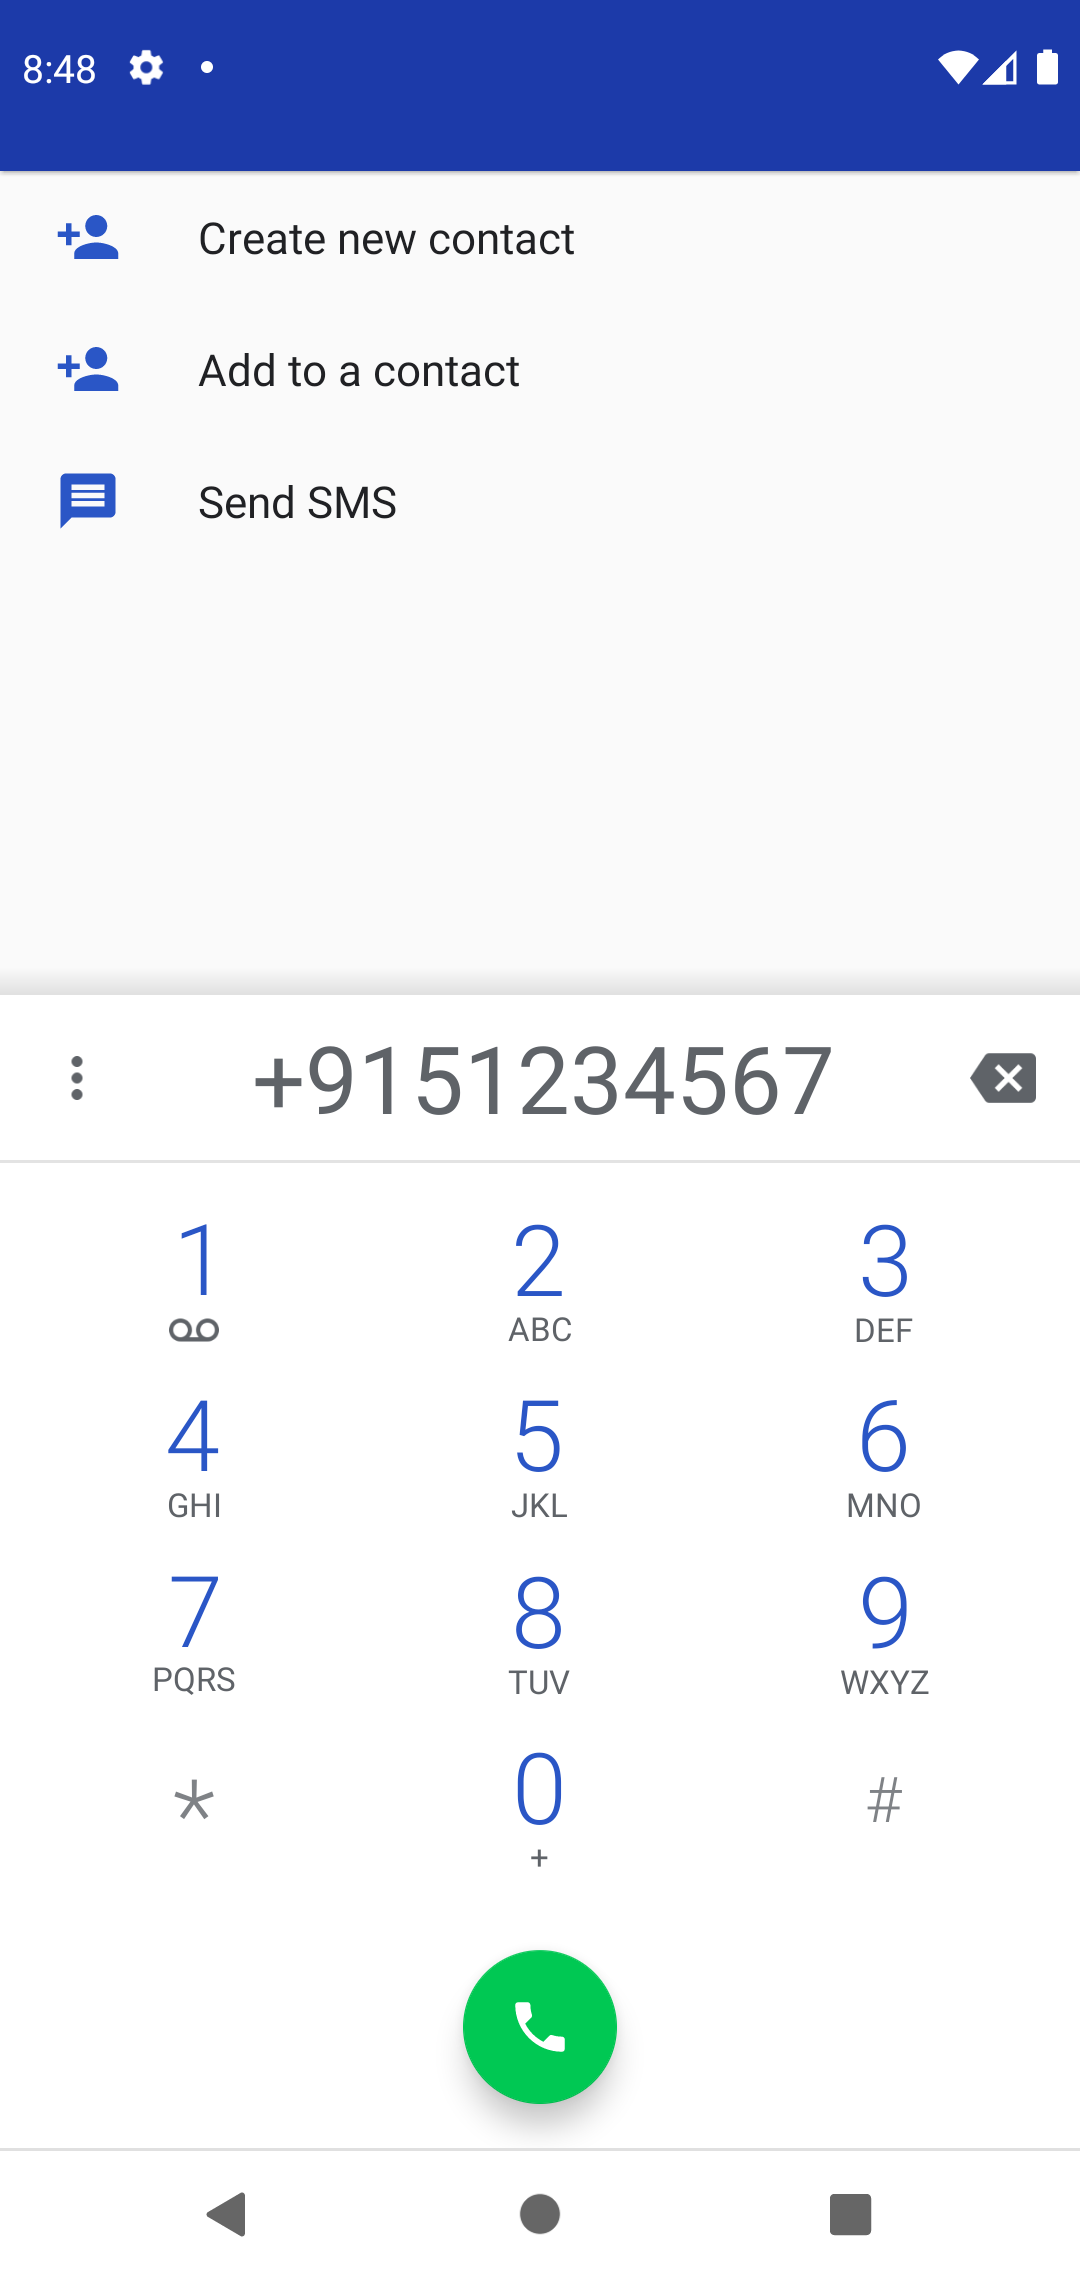 8:48
Create new contact
Add to a contact
Send SMS
+9151234567
1 2 3
ABC DEF
4 5 6
GHI JKL MNO
7 8 9
PQRS TUV WXYZ
* 0 #
+